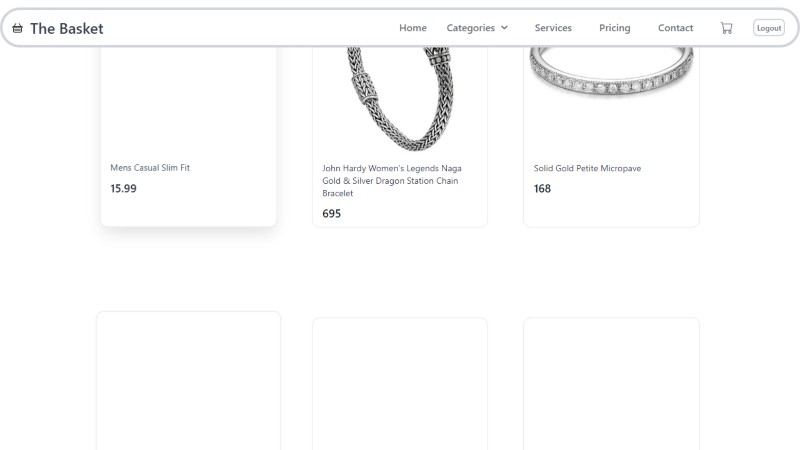 The Basket
Home
Categories
Services
Pricing
Contact
Logout
Mens Casual Slim Fit
15.99
John Hardy Women's Legends Naga
Gold & Silver Dragon Station Chain
Bracelet
695
Solid Gold Petite Micropave
168